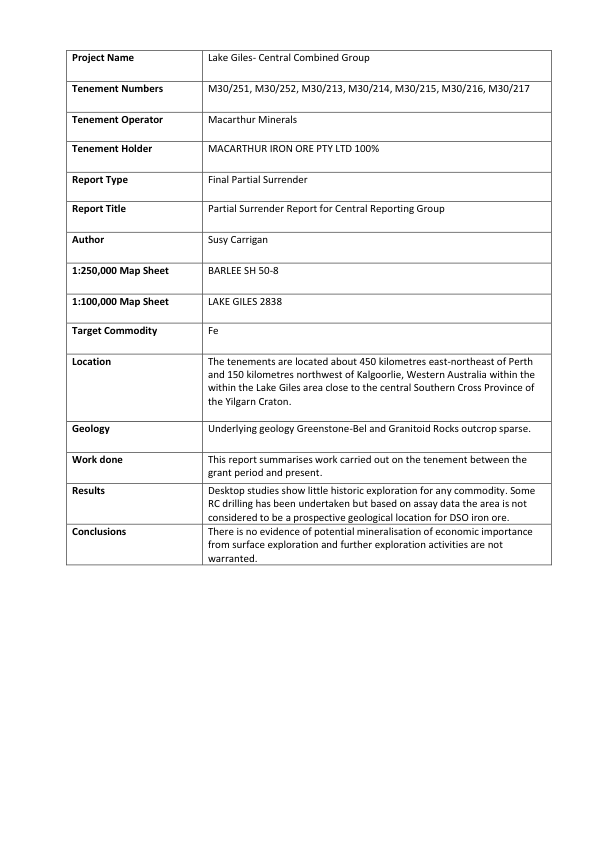 Project Name Lake Giles- Central Combined Group
Tenement Numbers M30/251, M30/252, M30/213, M30/214, M30/215, M30/216, M30/217
Tenement Operator Macarthur Minerals
Tenement Holder MACARTHUR IRON ORE PTY LTD 100%
Report Type Final Partial Surrender
Report Title Partial Surrender Report for Central Reporting Group
Author Susy Carrigan
1:250,000 Map Sheet BARLEE SH 50-8
1:100,000 Map Sheet LAKE GILES 2838
Target Commodity Fe
Location The tenements are located about 450 kilometres east-northeast of Perth
and 150 kilometres northwest of Kalgoorlie, Western Australia within the
within the Lake Giles area close to the central Southern Cross Province of
the Yilgarn Craton.
Geology Underlying geology Greenstone-Bel and Granitoid Rocks outcrop sparse.
Work done This report summarises work carried out on the tenement between the
grant period and present.
Results Desktop studies show little historic exploration for any commodity. Some
RC drilling has been undertaken but based on assay data the area is not
considered to be a prospective geological location for DSO iron ore.
Conclusions There is no evidence of potential mineralisation of economic importance
from surface exploration and further exploration activities are not
warranted.